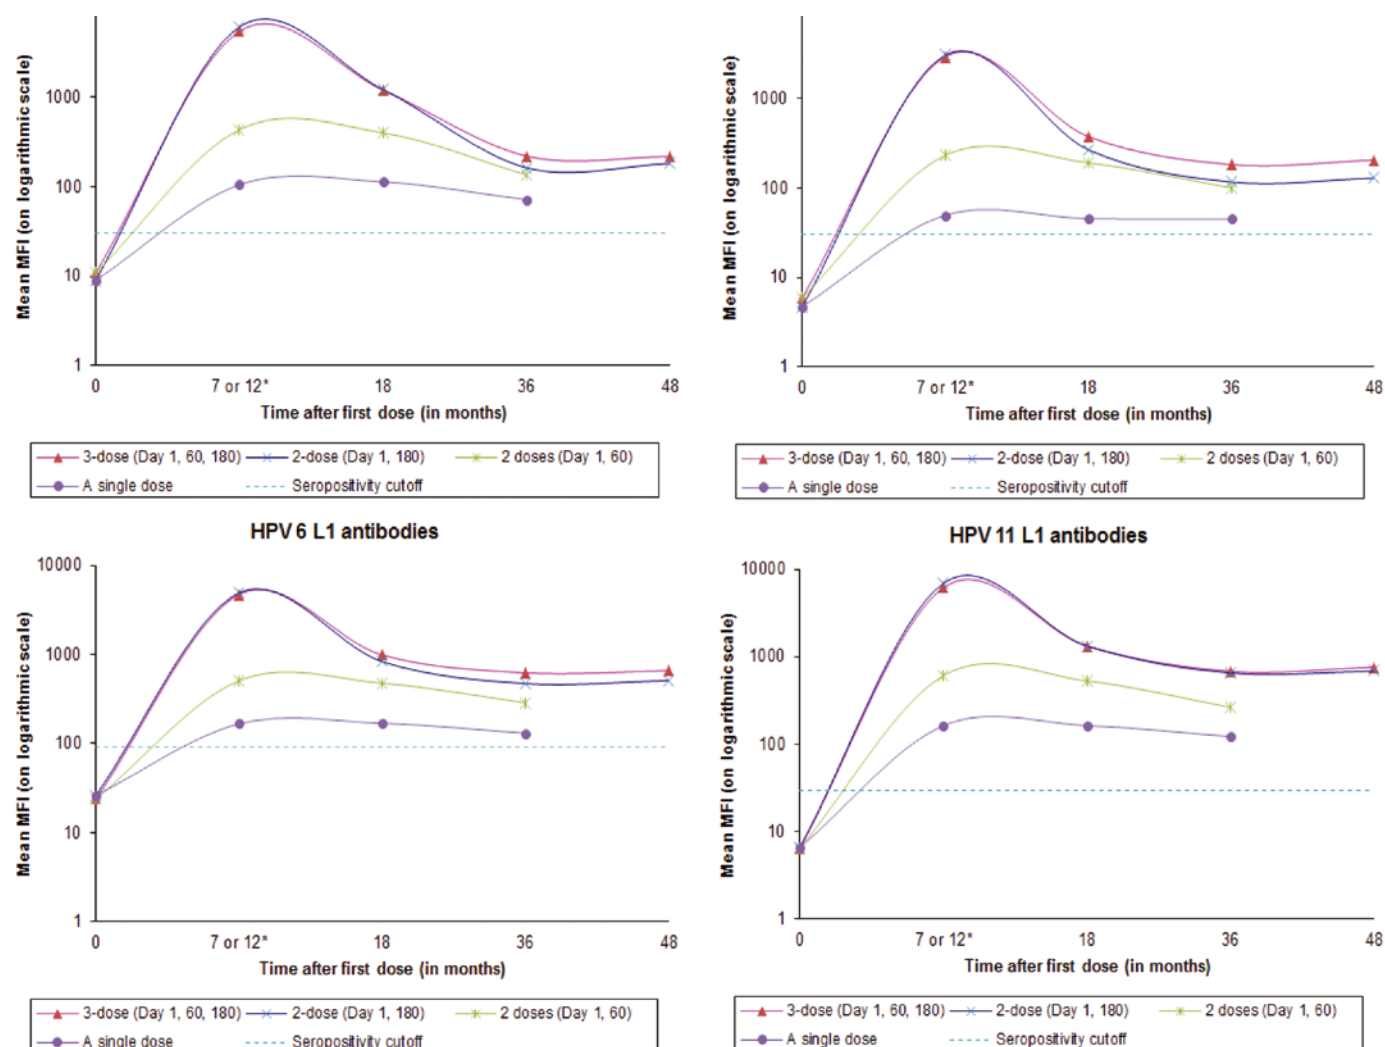 Mean MFI (on logarithmic scale)
1000
100
10
1
0 7 or 12* 18 36 48
Time after first dose (in months)
3-dose (Day 1, 60, 180) 2-dose (Day 1, 180) 2 doses (Day 1, 60)
A single dose Seropositivity cutoff
Mean MFI (on logarithmic scale)
1000
100
10
1
0 7 or 12* 18 36 48
Time after first dose (in months)
3-dose (Day 1, 60, 180) 2-dose (Day 1, 180) 2 doses (Day 1, 60)
A single dose Seropositivity cutoff
HPV 6 L1 antibodies
Mean MFI (on logarithmic scale)
10000
1000
100
10
1
0 7 or 12* 18 36 48
Time after first dose (in months)
3-dose (Day 1, 60, 180) 2-dose (Day 1, 180) 2 doses (Day 1, 60)
A single dose Seropositivity cutoff
HPV 11 L1 antibodies
Mean MFI (on logarithmic scale)
10000
1000
100
10
1
0 7 or 12* 18 36 48
Time after first dose (in months)
3-dose (Day 1, 60, 180) 2-dose (Day 1, 180) 2 doses (Day 1, 60)
A single dose Seropositivity cutoff